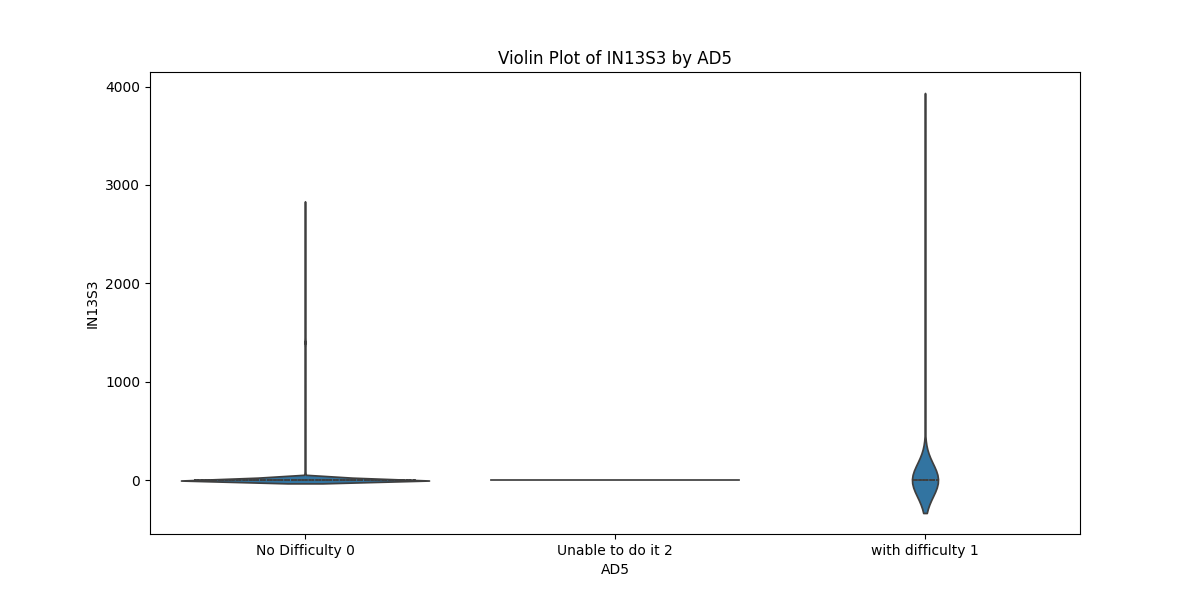 Violin Plot of IN13S3 by AD5
4000
3000
2000
1000
0
IN13S3
No Difficulty 0
Unable to do it 2
with difficulty 1
AD5